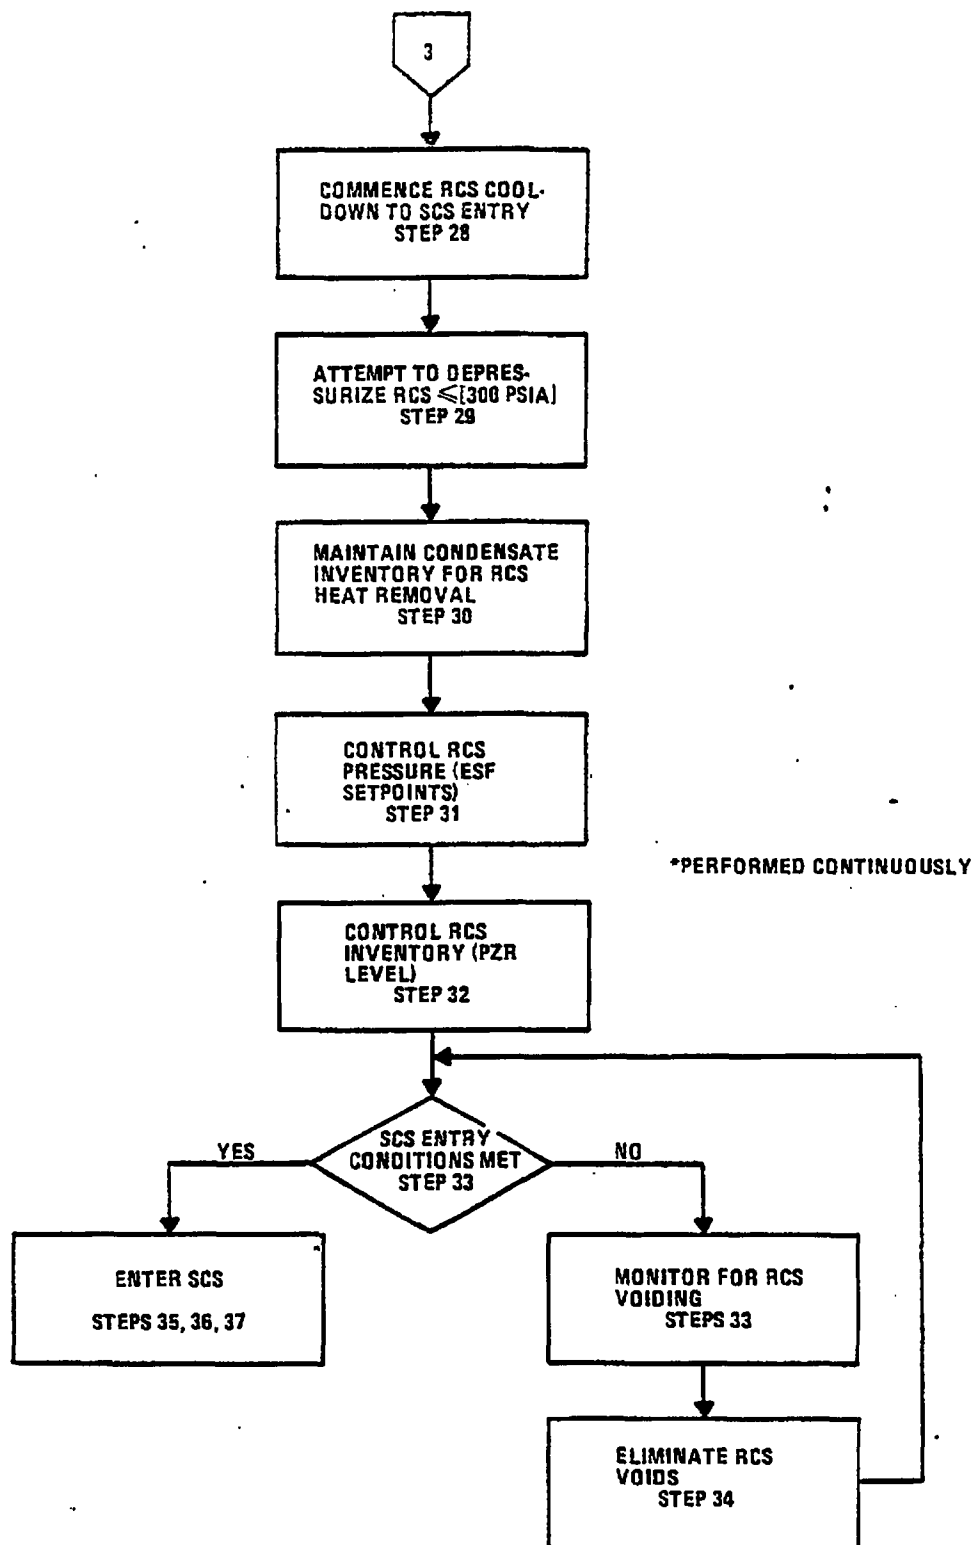 3
COMMENCE RCS COOL-
DOWN TO SCS ENTRY
STEP 28
ATTEMPT TO DEPRES-
SURIZE RCS ≤[300 PSIA]
STEP 29
MAINTAIN CONDENSATE
INVENTORY FOR RCS
HEAT REMOVAL
STEP 30
CONTROL RCS
PRESSURE (ESF
SETPOINTS)
STEP 31
*PERFORMED CONTINUOUSLY
CONTROL RCS
INVENTORY (PZR
LEVEL)
STEP 32
SCS ENTRY
CONDITIONS MET
STEP 33
YES
NO
ENTER SCS
STEPS 35, 36, 37
MONITOR FOR RCS
VOIDING
STEPS 33
ELIMINATE RCS
VOIDS
STEP 34